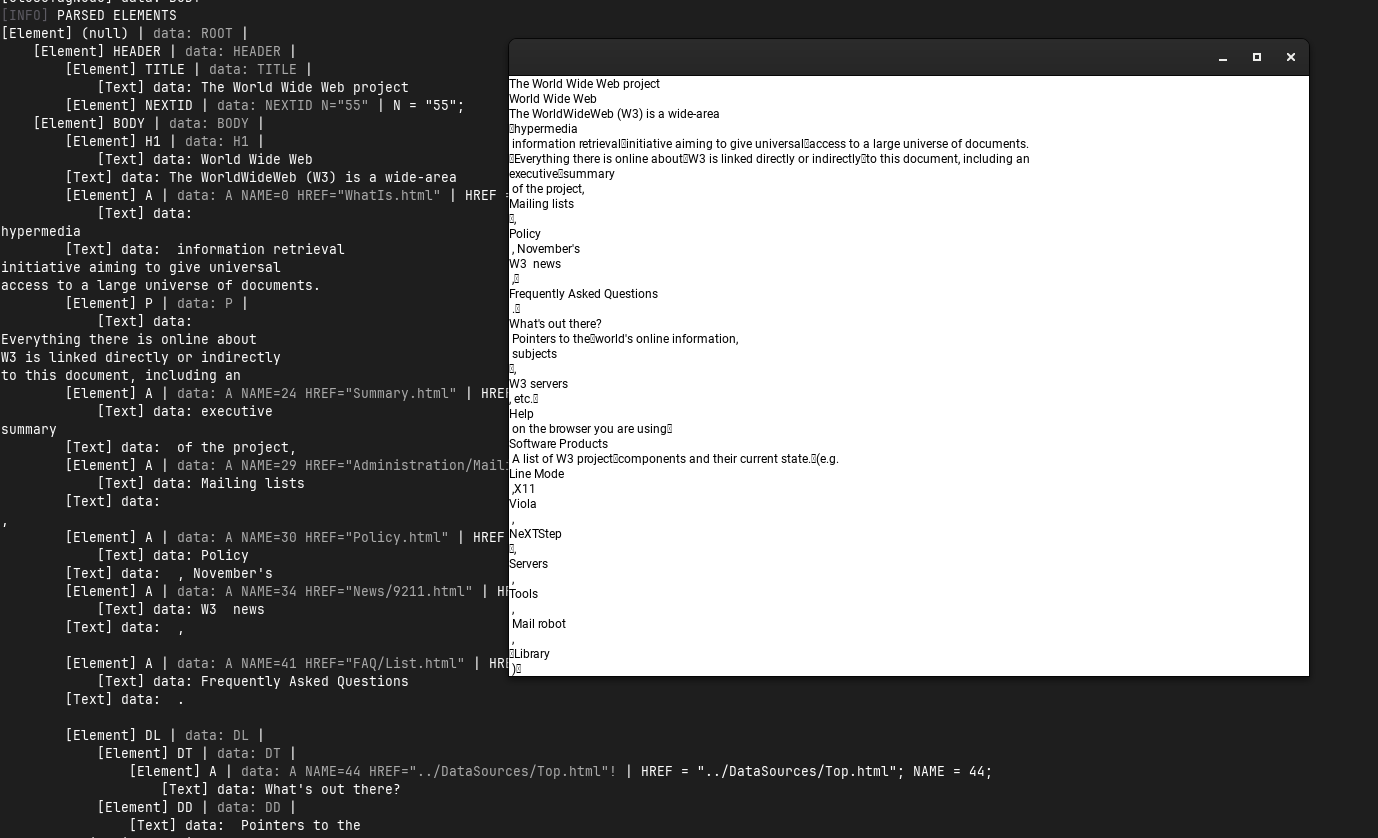 [INFO] PARSED ELEMENTS
[Element] (null) | data: ROOT |
[Element] HEADER | data: HEADER |
[Element] TITLE | data: TITLE |
[Text] data: The World Wide Web project
[Element] NEXTID | data: NEXTID N="55" | N = "55";
[Element] BODY | data: BODY |
[Element] H1 | data: H1 |
[Text] data: World Wide Web
[Text] data: The WorldWideWeb (W3) is a wide-area
[Element] A | data: A NAME=0 HREF="WhatIs.html" | HREF =
[Text] data:
hypermedia
[Text] data:  information retrieval
initiative aiming to give universal
access to a large universe of documents.
[Element] P | data: P |
[Text] data:
Everything there is online about
W3 is linked directly or indirectly
to this document, including an
[Element] A | data: A NAME=24 HREF="Summary.html" | HREF
[Text] data: executive
summary
[Text] data:  of the project,
[Element] A | data: A NAME=29 HREF="Administration/Mail
[Text] data: Mailing lists
[Text] data:
,
[Element] A | data: A NAME=30 HREF="Policy.html" | HREF
[Text] data: Policy
[Text] data:  , November's
[Element] A | data: A NAME=34 HREF="News/9211.html" | H
[Text] data: W3  news
[Text] data:  ,
[Element] A | data: A NAME=41 HREF="FAQ/List.html" | HRE
[Text] data: Frequently Asked Questions
[Text] data:  .
[Element] DL | data: DL |
[Element] DT | data: DT |
[Element] A | data: A NAME=44 HREF="../DataSources/Top.html"! | HREF = "../DataSources/Top.html"; NAME = 44;
[Text] data: What's out there?
[Element] DD | data: DD |
[Text] data:  Pointers to the
The World Wide Web project
World Wide Web
The WorldWideWeb (W3) is a wide-area
▯hypermedia
information retrieval▯initiative aiming to give universal▯access to a large universe of documents.
▯Everything there is online about▯W3 is linked directly or indirectly▯to this document, including an
executive▯summary
of the project,
Mailing lists
▯,
Policy
, November's
W3  news
,▯
Frequently Asked Questions
.▯
What's out there?
Pointers to the▯world's online information,
subjects
▯,
W3 servers
, etc.▯
Help
on the browser you are using▯
Software Products
A list of W3 project▯components and their current state.▯(e.g.
Line Mode
,X11
Viola
,
NeXTStep
▯,
Servers
,
Tools
,
Mail robot
,
▯Library
)▯